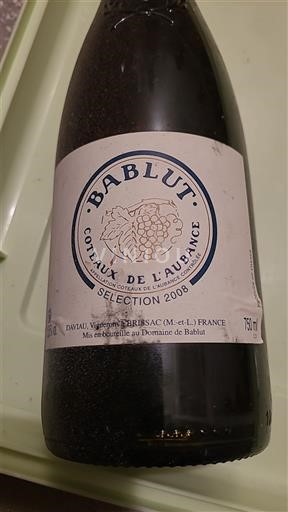 BABLUT
COTEAUX DE L'AUBANCE
APPELLATION COTEAUX DE L'AUBANCE CONTRÔLÉE
SELECTION 2008
DAVIAU, Vignerons BRISSAC (M.-et-L.) FRANCE
Mis en bouteille au Domaine de Bablut
750 ml